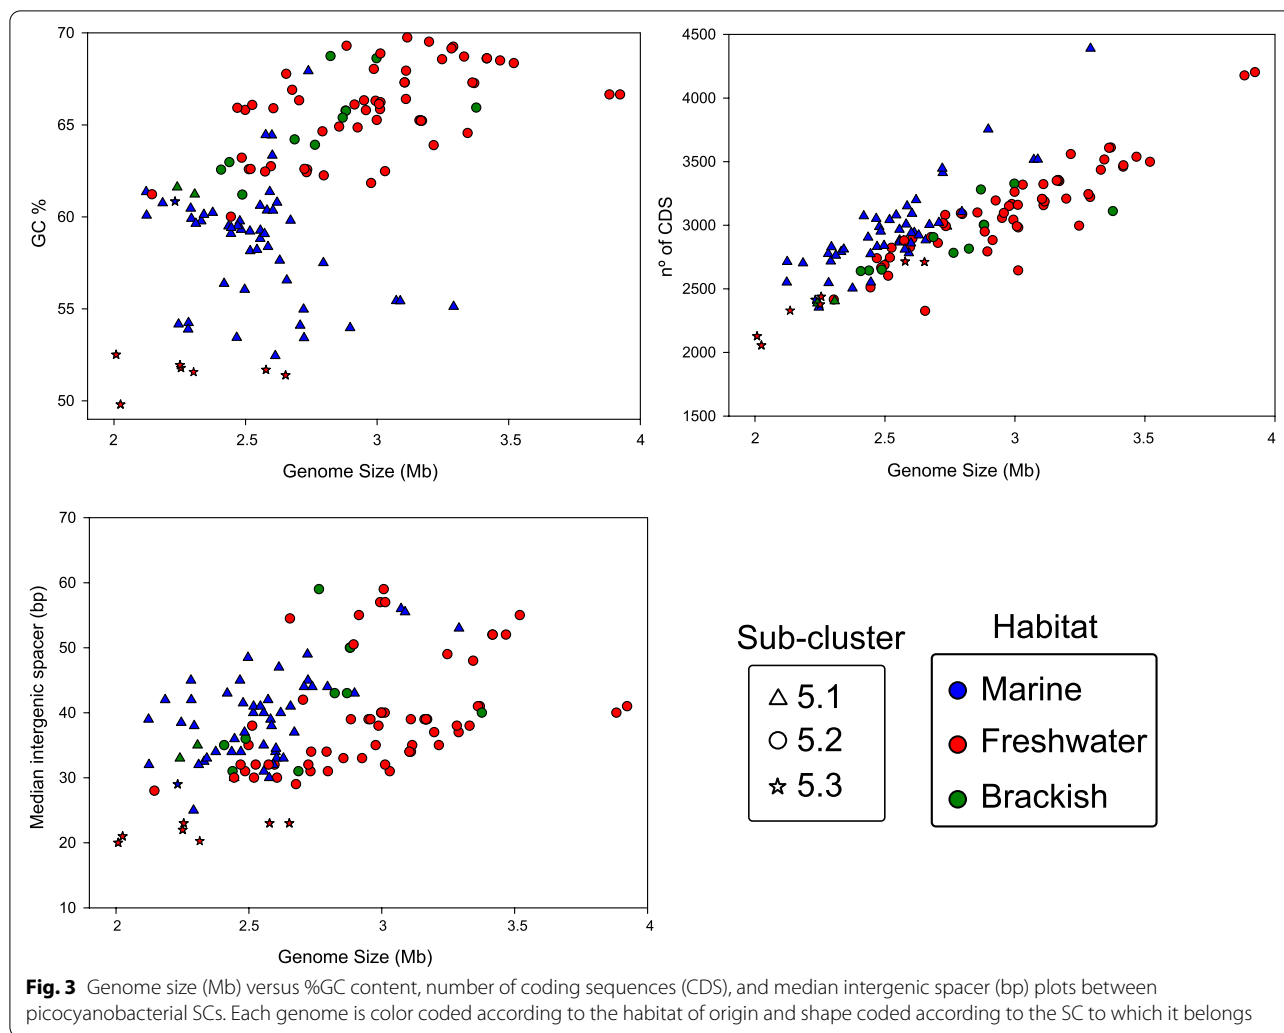 70
65
60
55
50
GC %
2
2.5
3
3.5
4
Genome Size (Mb)
4500
4000
3500
3000
2500
2000
1500
nº of CDS
2
2.5
3
3.5
4
Genome Size (Mb)
70
60
50
40
30
20
10
Median intergenic spacer (bp)
2
2.5
3
3.5
4
Genome Size (Mb)
Sub-cluster
5.1
5.2
5.3
Habitat
Marine
Freshwater
Brackish
Fig. 3 Genome size (Mb) versus %GC content, number of coding sequences (CDS), and median intergenic spacer (bp) plots between
picocyanobacterial SCs. Each genome is color coded according to the habitat of origin and shape coded according to the SC to which it belongs